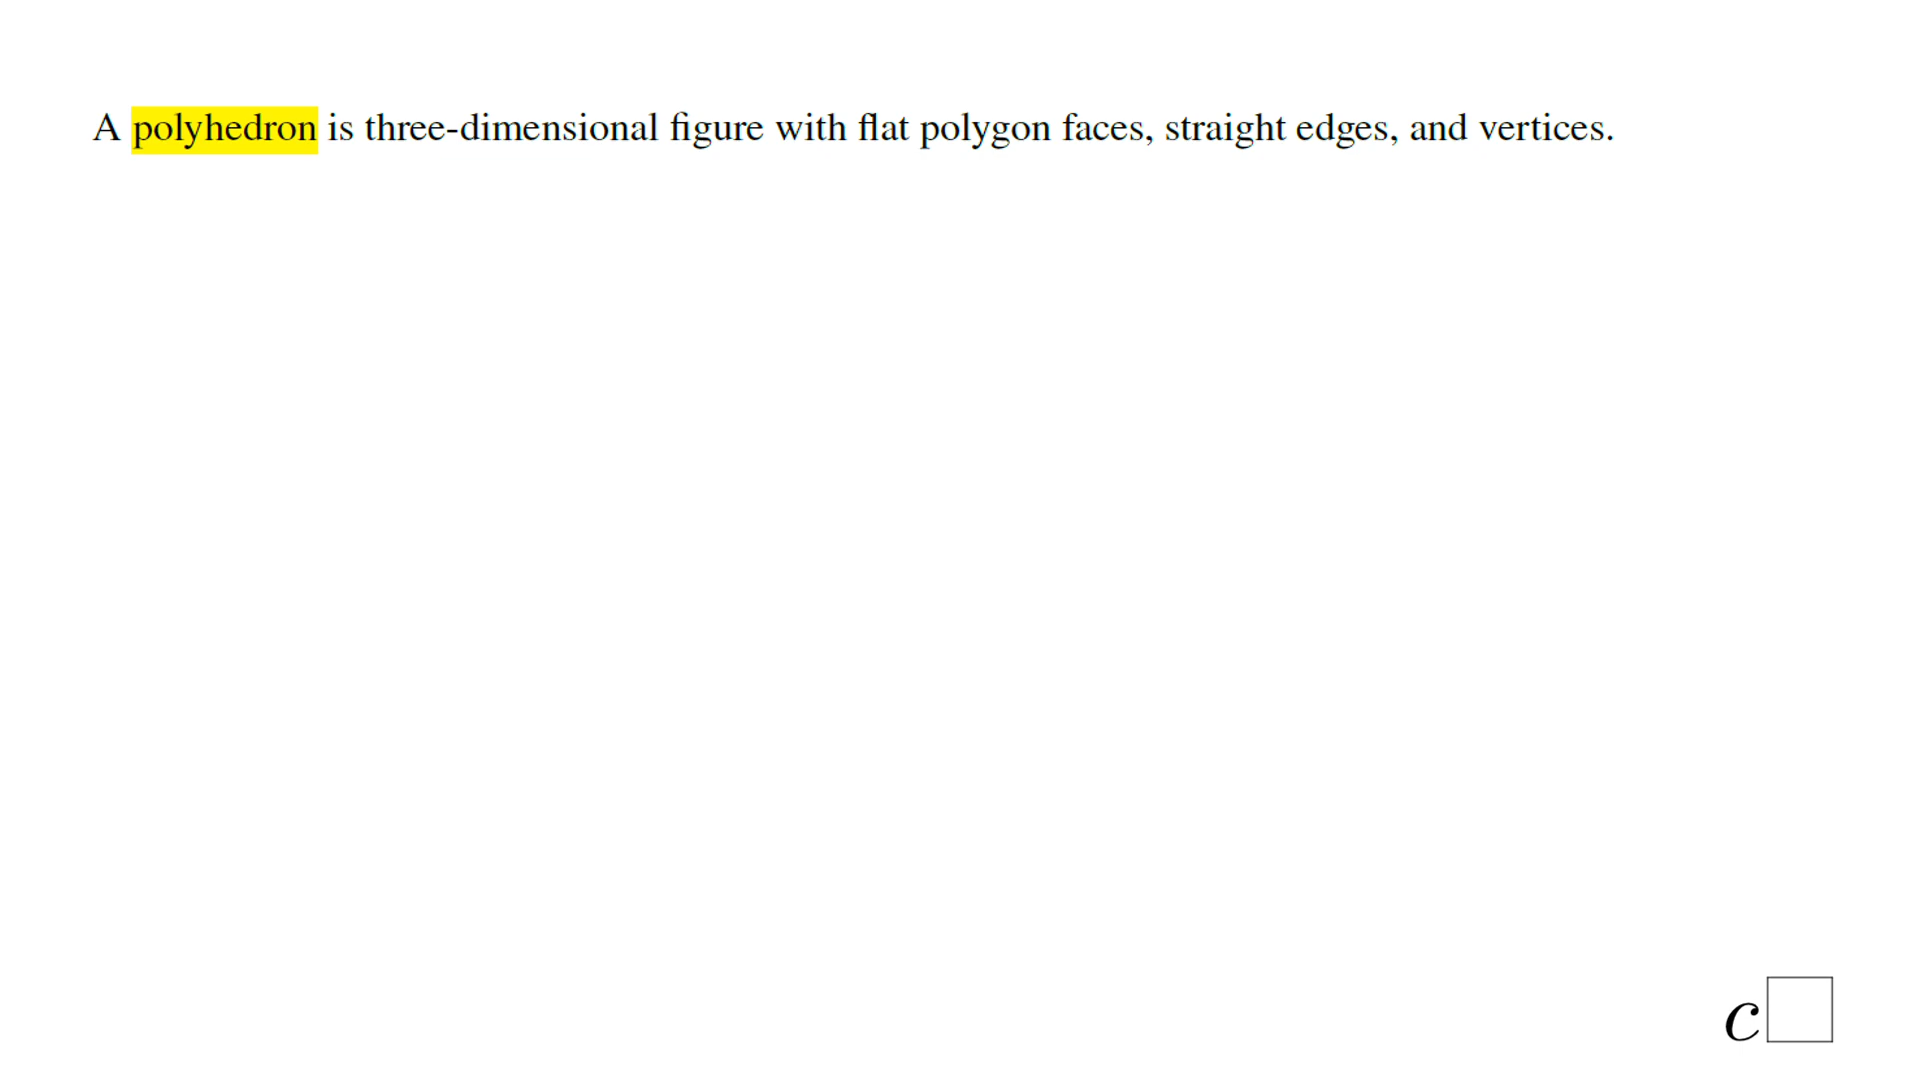 A polyhedron is three-dimensional figure with flat polygon faces, straight edges, and vertices.
c